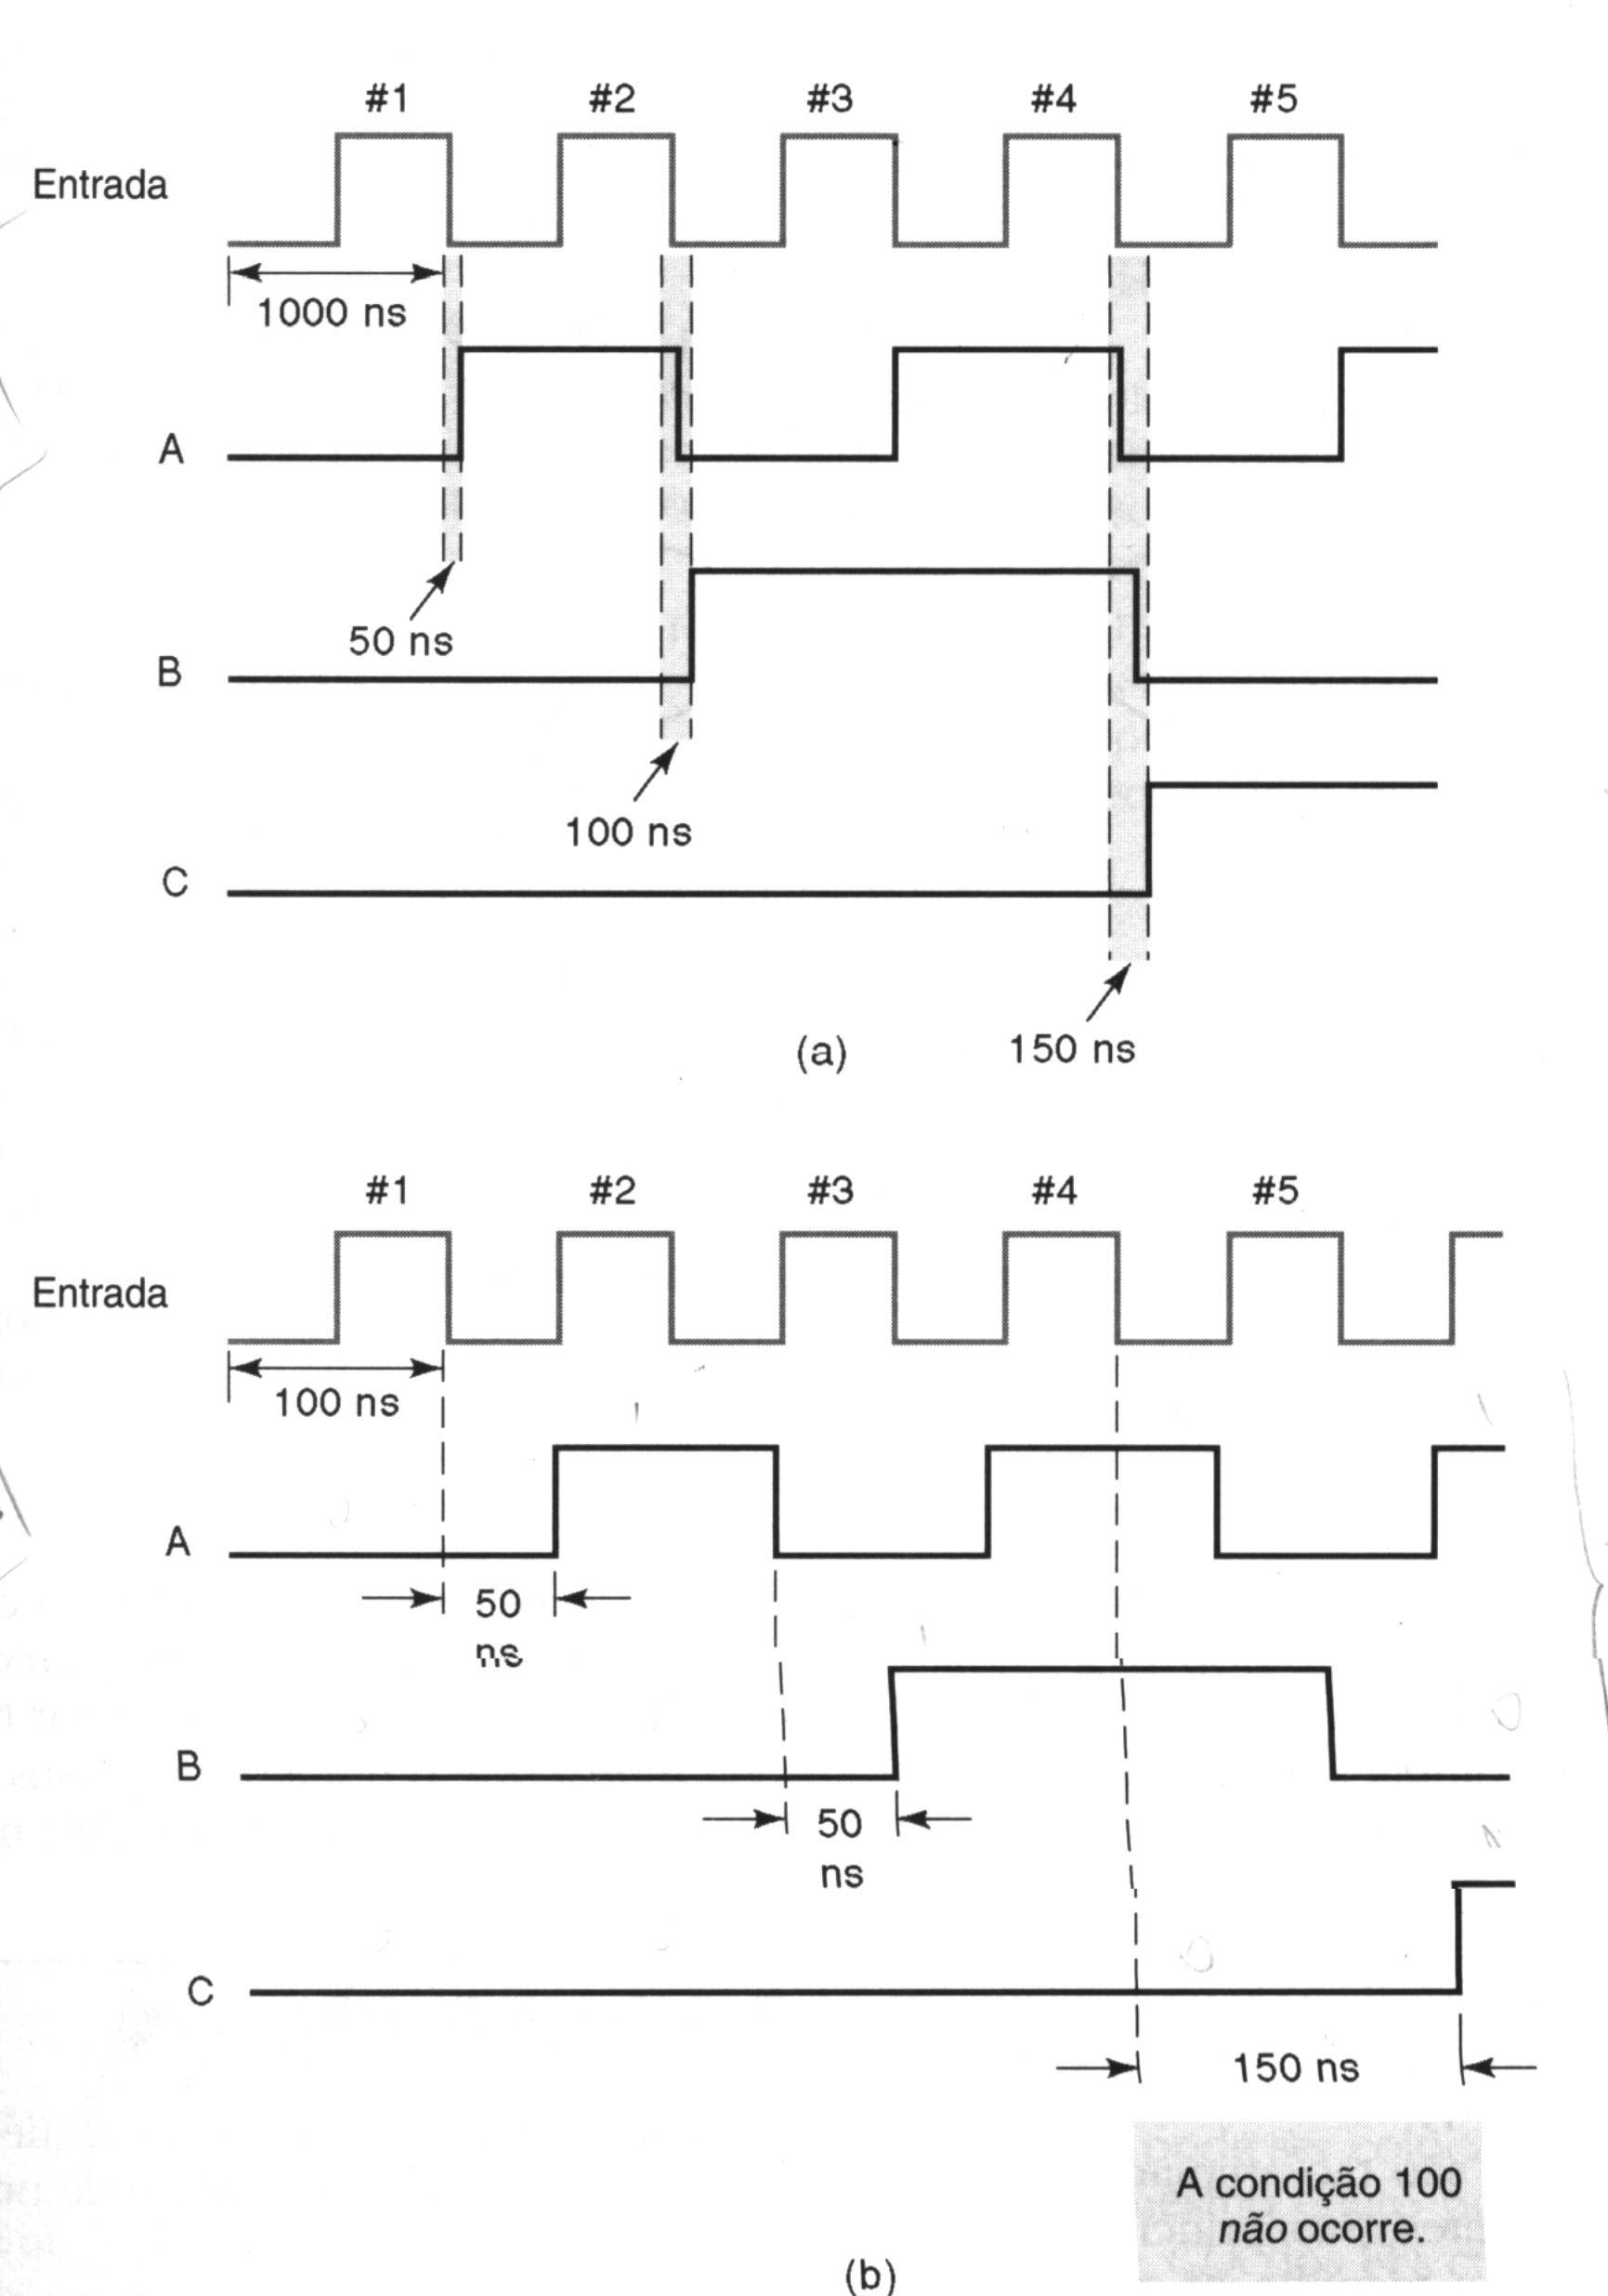 #1 #2 #3 #4 #5
Entrada
1000 ns
A
50 ns
B
100 ns
C
150 ns
(a)
#1 #2 #3 #4 #5
Entrada
100 ns
A
50
ns
B
50
ns
C
150 ns
A condição 100
não ocorre.
(b)